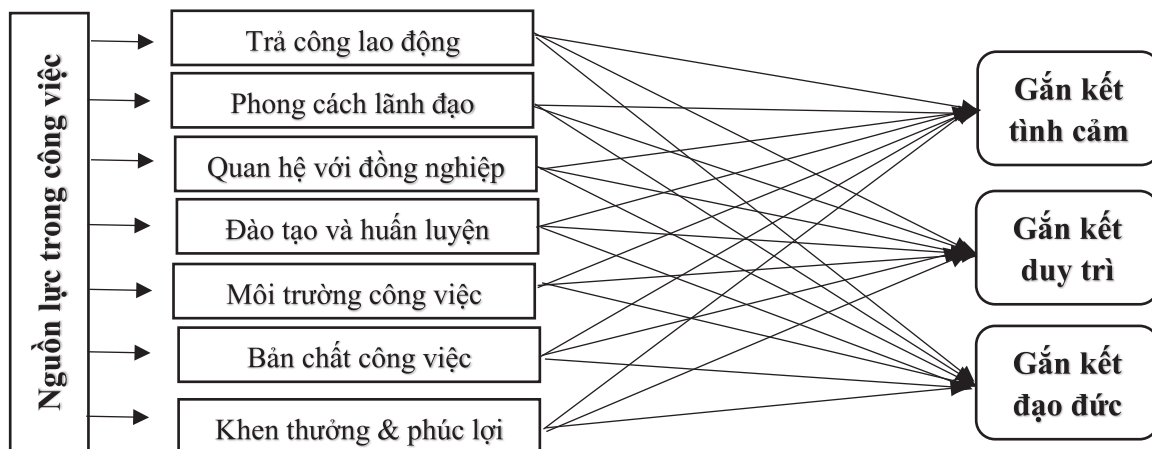 Nguồn lực trong công việc
Trả công lao động
Phong cách lãnh đạo
Quan hệ với đồng nghiệp
Đào tạo và huấn luyện
Môi trường công việc
Bản chất công việc
Khen thưởng & phúc lợi
Gắn kết
tình cảm
Gắn kết
duy trì
Gắn kết
đạo đức